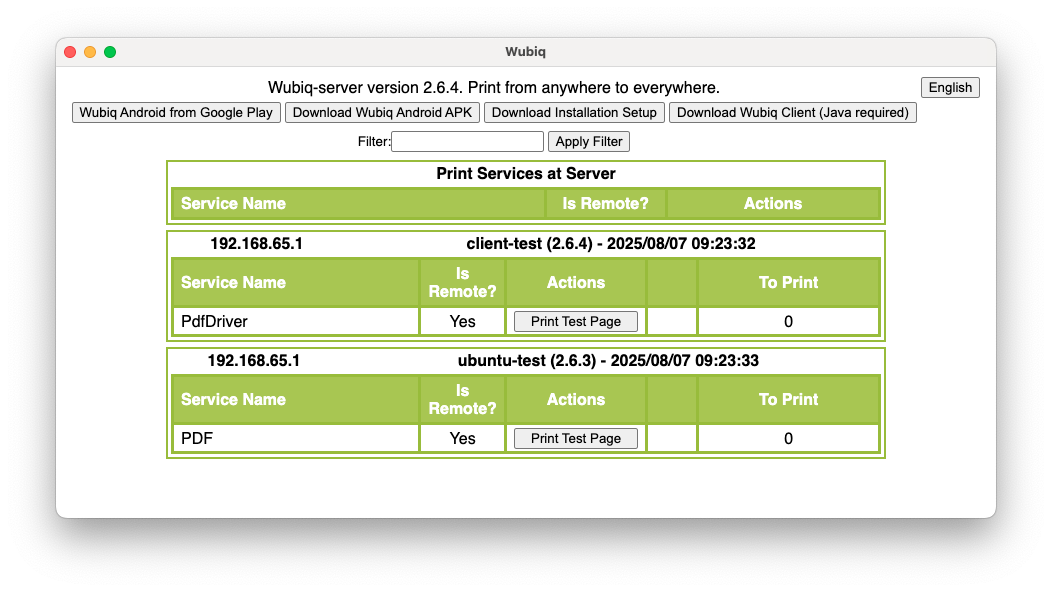 Wubiq
Wubiq-server version 2.6.4. Print from anywhere to everywhere.
English
Wubiq Android from Google Play Download Wubiq Android APK Download Installation Setup Download Wubiq Client (Java required)
Filter: Apply Filter
Print Services at Server
Service Name Is Remote? Actions
192.168.65.1 client-test (2.6.4) - 2025/08/07 09:23:32
Service Name Is Remote? Actions To Print
PdfDriver Yes Print Test Page 0
192.168.65.1 ubuntu-test (2.6.3) - 2025/08/07 09:23:33
Service Name Is Remote? Actions To Print
PDF Yes Print Test Page 0